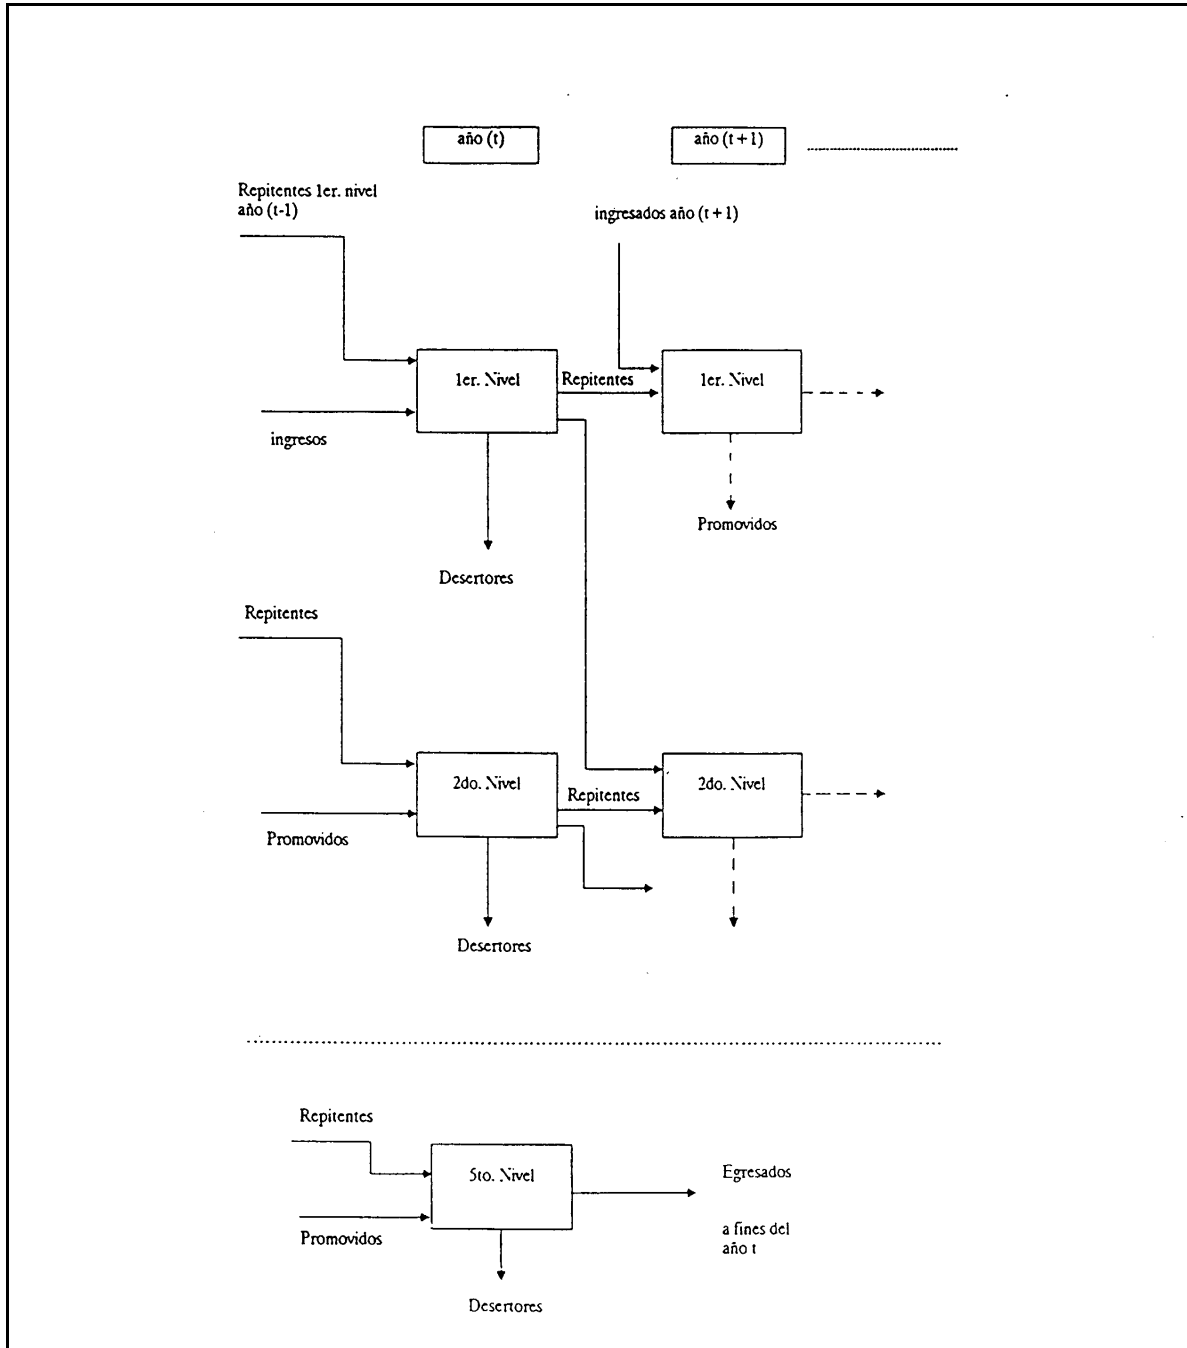 año (t)
año (t + 1)
Repitentes 1er. nivel
año (t-1)
ingresados año (t + 1)
1er. Nivel
Repitentes
1er. Nivel
ingresos
Promovidos
Desertores
Repitentes
2do. Nivel
Repitentes
2do. Nivel
Promovidos
Desertores
Repitentes
5to. Nivel
Egresados
Promovidos
a fines del
año t
Desertores